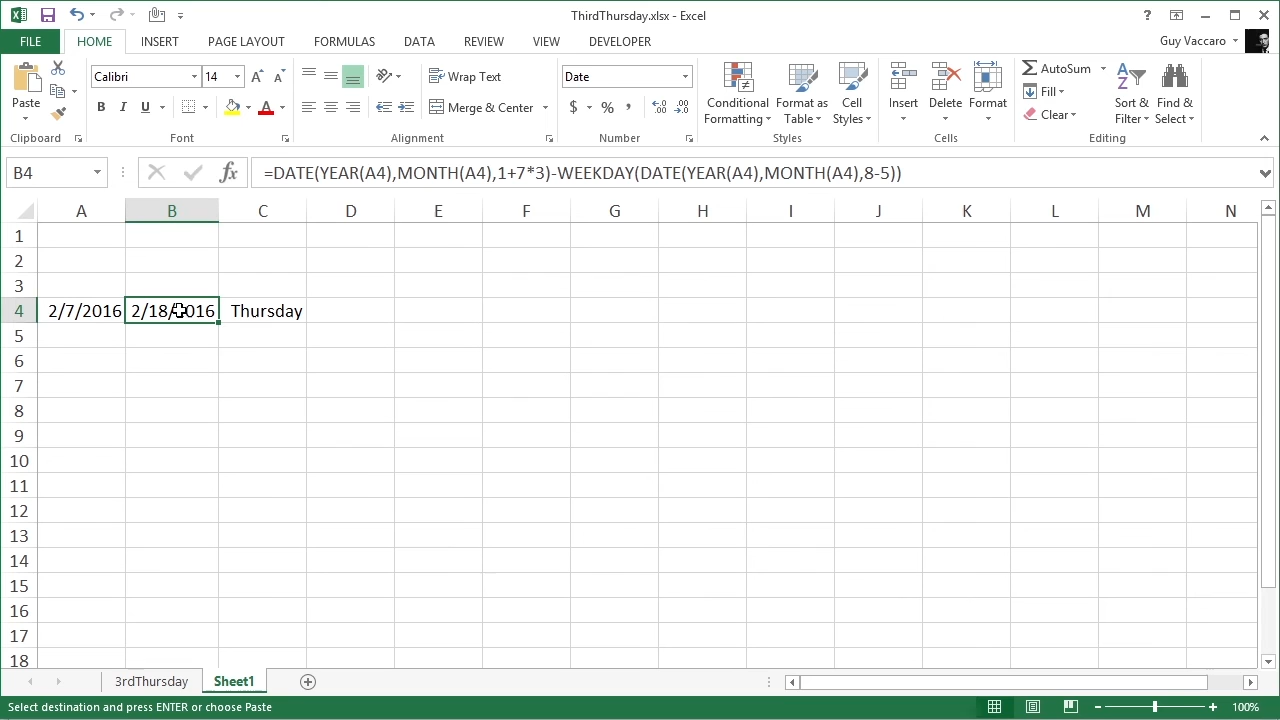 ThirdThursday.xlsx - Excel
?
FILE HOME INSERT PAGE LAYOUT FORMULAS DATA REVIEW VIEW DEVELOPER Guy Vaccaro
Paste
Calibri 14
B I U
A A A
Wrap Text
Merge & Center
Date
$ % ,
Conditional Formatting
Format as Table
Cell Styles
Insert Delete Format
AutoSum
Fill
Clear
Sort & Filter
Find & Select
Clipboard Font Alignment Number Styles Cells Editing
B4 fx =DATE(YEAR(A4),MONTH(A4),1+7*3)-WEEKDAY(DATE(YEAR(A4),MONTH(A4),8-5))
A B C D E F G H I J K L M N
1
2
3
4 2/7/2016 2/18/2016 Thursday
5
6
7
8
9
10
11
12
13
14
15
16
17
18
3rdThursday Sheet1
Select destination and press ENTER or choose Paste 100%